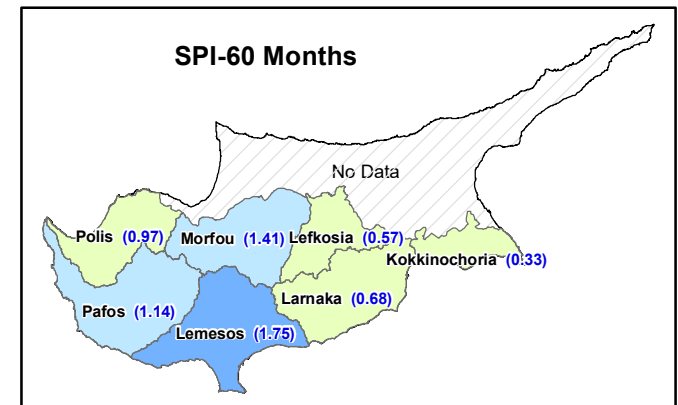 SPI-60 Months
No Data
Polis (0.97)
Morfou (1.41)
Lefkosia (0.57)
Kokkinochoria (0.33)
Pafos (1.14)
Larnaka (0.68)
Lemesos (1.75)